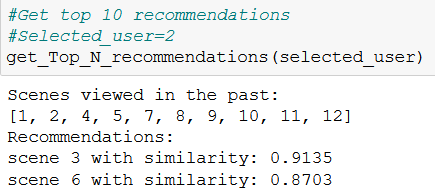 #Get top 10 recommendations
#Selected_user=2
get_Top_N_recommendations(selected_user)
Scenes viewed in the past:
[1, 2, 4, 5, 7, 8, 9, 10, 11, 12]
Recommendations:
scene 3 with similarity: 0.9135
scene 6 with similarity: 0.8703